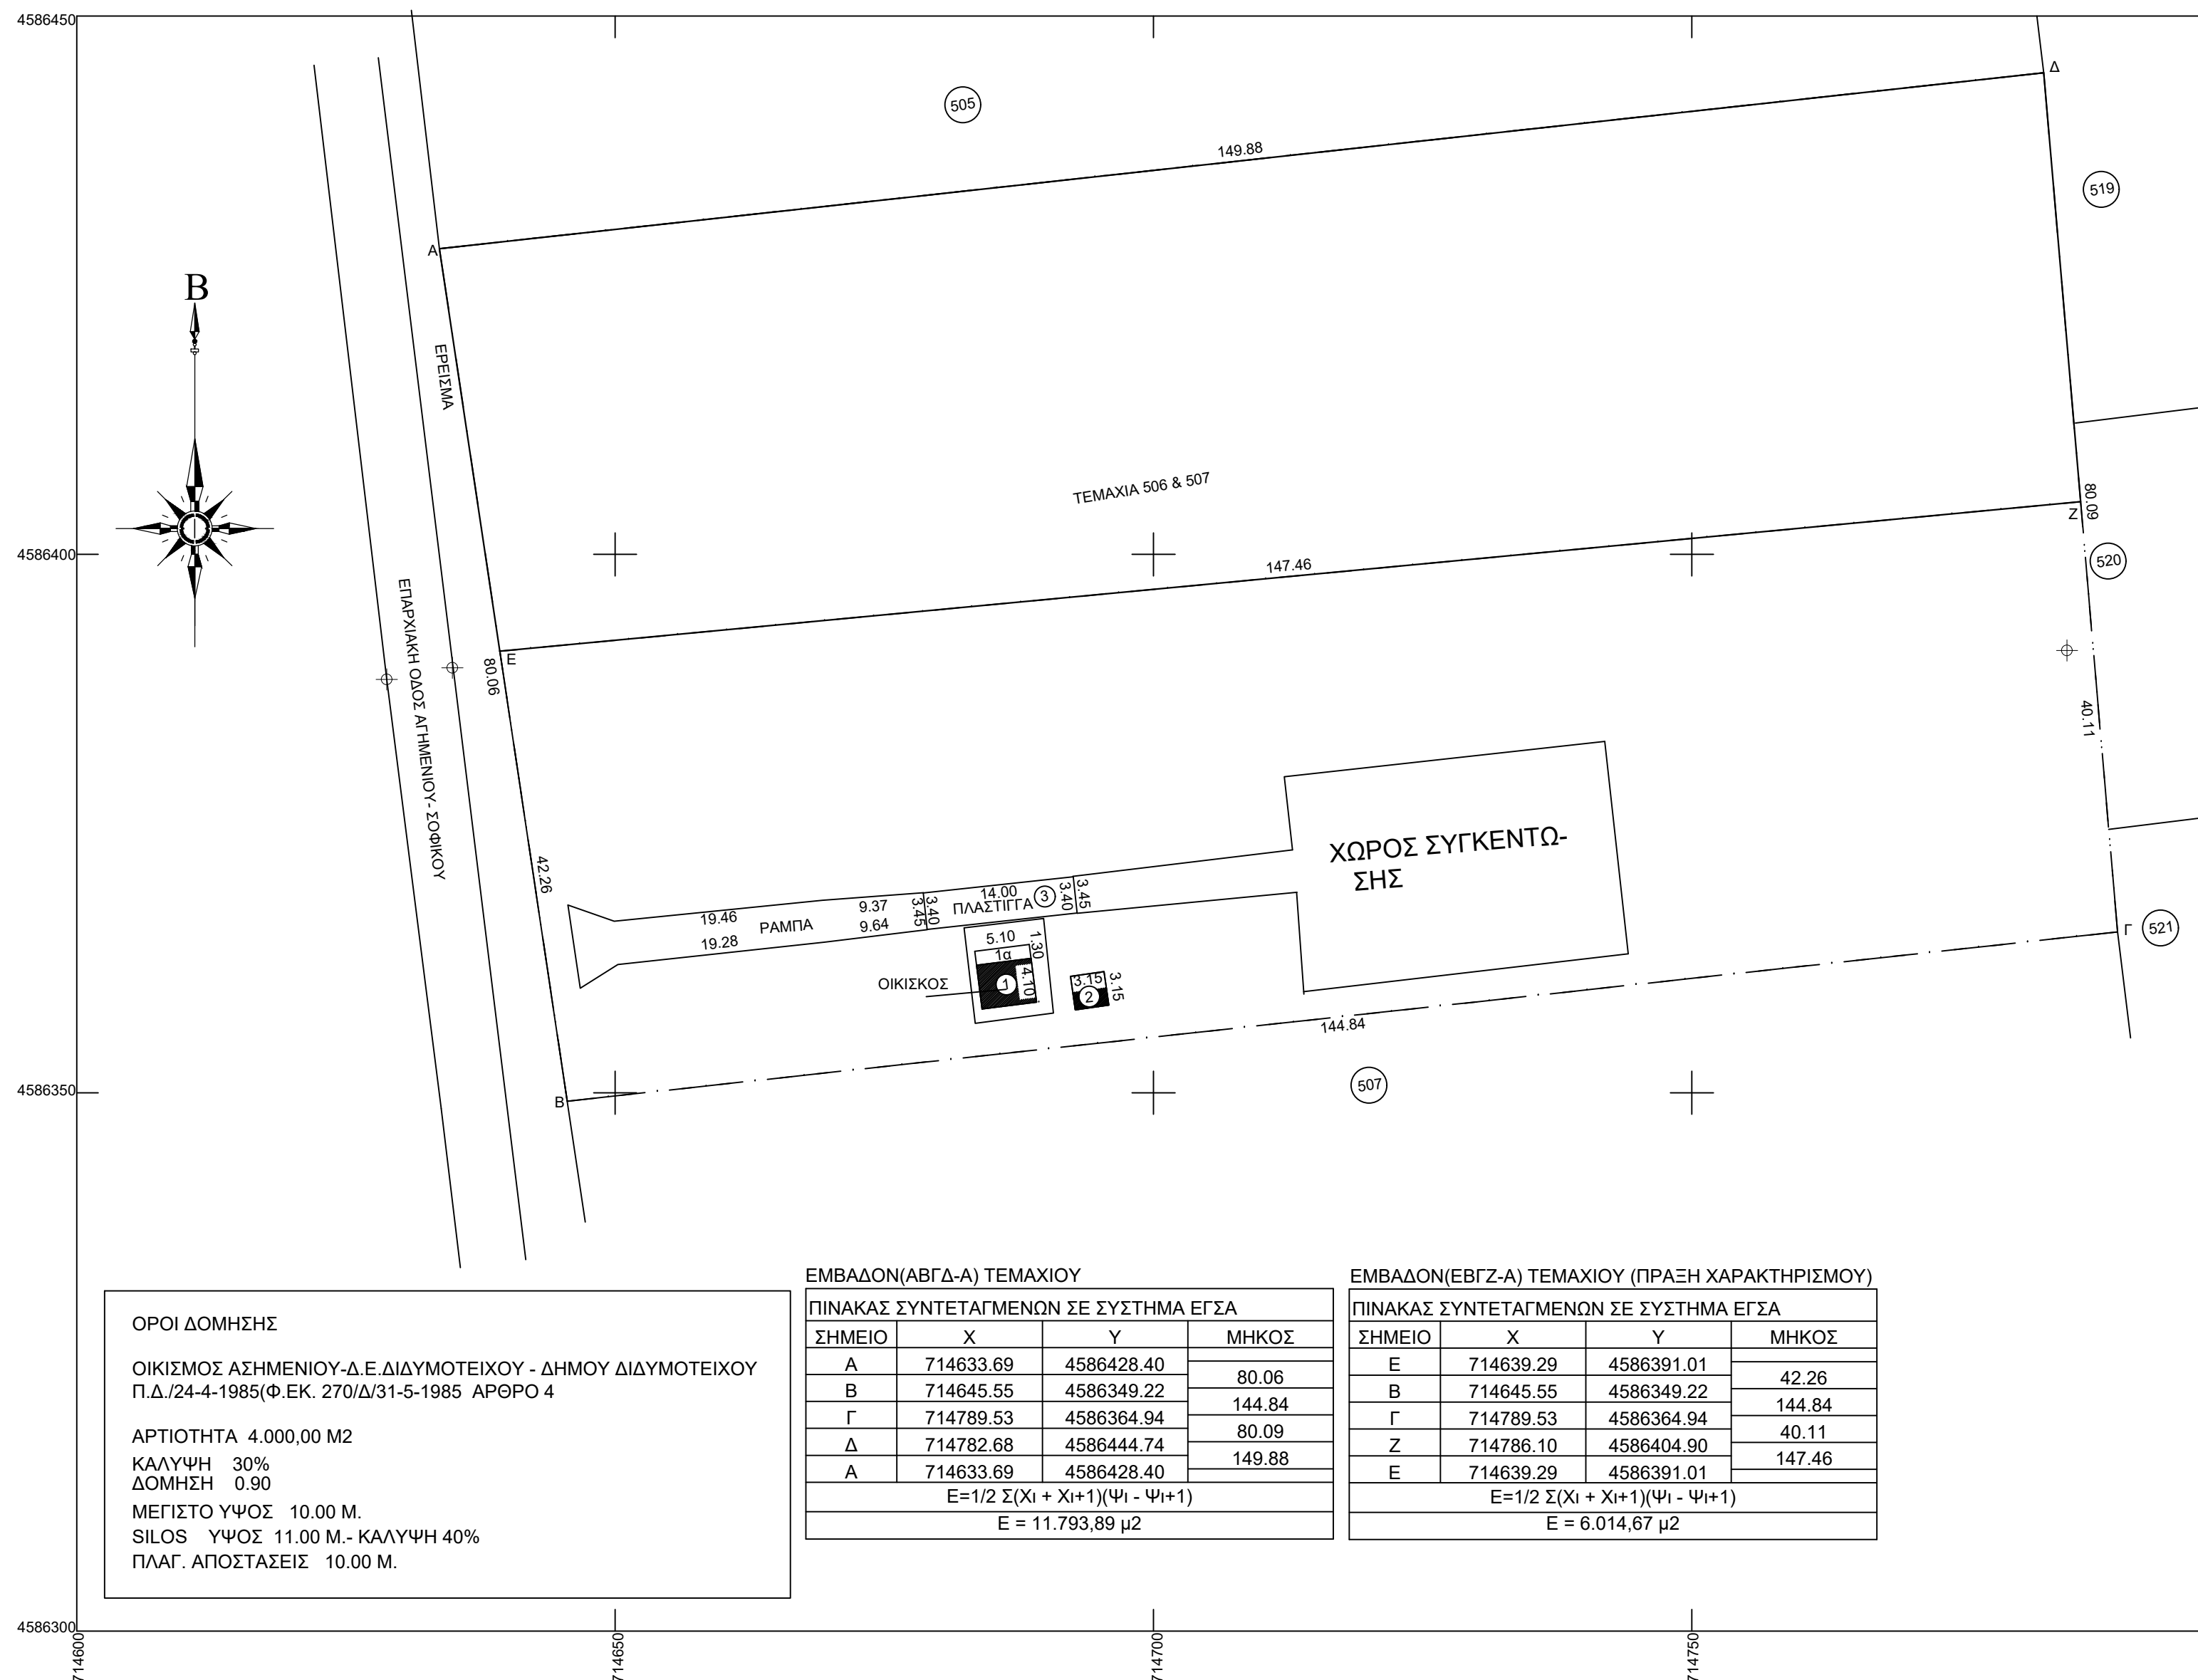 4586450
Δ
505
149.88
519
Α
Β
ΕΡΕΙΣΜΑ
ΤΕΜΑΧΙΑ 506 & 507
80.09
Ζ
4586400
520
147.46
ΕΠΑΡΧΙΑΚΗ ΟΔΟΣ ΑΓΗΜΕΝΙΟΥ- ΣΟΦΙΚΟΥ
Ε
80.06
40.11
ΧΩΡΟΣ ΣΥΓΚΕΝΤΩ-
ΣΗΣ
42.26
19.46
ΡΑΜΠΑ
9.37
3.45
3.40
14.00
3
3.40
3.45
ΠΛΑΣΤΙΓΓΑ
19.28
9.64
Γ
521
5.10
1.30
1α
ΟΙΚΙΣΚΟΣ
1
4.10
3.15
3.15
2
144.84
507
4586350
Β
ΟΡΟΙ ΔΟΜΗΣΗΣ
ΟΙΚΙΣΜΟΣ ΑΣΗΜΕΝΙΟΥ-Δ.Ε.ΔΙΔΥΜΟΤΕΙΧΟΥ - ΔΗΜΟΥ ΔΙΔΥΜΟΤΕΙΧΟΥ
Π.Δ./24-4-1985(Φ.ΕΚ. 270/Δ/31-5-1985 ΑΡΘΡΟ 4
ΑΡΤΙΟΤΗΤΑ 4.000,00 Μ2
ΚΑΛΥΨΗ 30%
ΔΟΜΗΣΗ 0.90
ΜΕΓΙΣΤΟ ΥΨΟΣ 10.00 Μ.
SILOS ΥΨΟΣ 11.00 Μ.- ΚΑΛΥΨΗ 40%
ΠΛΑΓ. ΑΠΟΣΤΑΣΕΙΣ 10.00 Μ.
ΕΜΒΑΔΟΝ(ΑΒΓΔ-Α) ΤΕΜΑΧΙΟΥ
ΠΙΝΑΚΑΣ ΣΥΝΤΕΤΑΓΜΕΝΩΝ ΣΕ ΣΥΣΤΗΜΑ ΕΓΣΑ
ΣΗΜΕΙΟ Χ Υ ΜΗΚΟΣ
Α 714633.69 4586428.40
80.06
Β 714645.55 4586349.22
144.84
Γ 714789.53 4586364.94
80.09
Δ 714782.68 4586444.74
149.88
Α 714633.69 4586428.40
Ε=1/2 Σ(Χι + Χι+1)(Ψι - Ψι+1)
Ε = 11.793,89 μ2
ΕΜΒΑΔΟΝ(ΕΒΓΖ-Α) ΤΕΜΑΧΙΟΥ (ΠΡΑΞΗ ΧΑΡΑΚΤΗΡΙΣΜΟΥ)
ΠΙΝΑΚΑΣ ΣΥΝΤΕΤΑΓΜΕΝΩΝ ΣΕ ΣΥΣΤΗΜΑ ΕΓΣΑ
ΣΗΜΕΙΟ Χ Υ ΜΗΚΟΣ
Ε 714639.29 4586391.01
42.26
Β 714645.55 4586349.22
144.84
Γ 714789.53 4586364.94
40.11
Ζ 714786.10 4586404.90
147.46
Ε 714639.29 4586391.01
Ε=1/2 Σ(Χι + Χι+1)(Ψι - Ψι+1)
Ε = 6.014,67 μ2
4586300
714600
714650
714700
714750